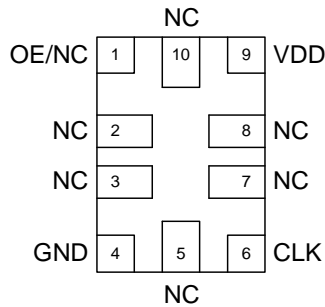 NC
OE/NC 1 10 9 VDD
NC 2 8 NC
NC 3 7 NC
GND 4 5 6 CLK
NC